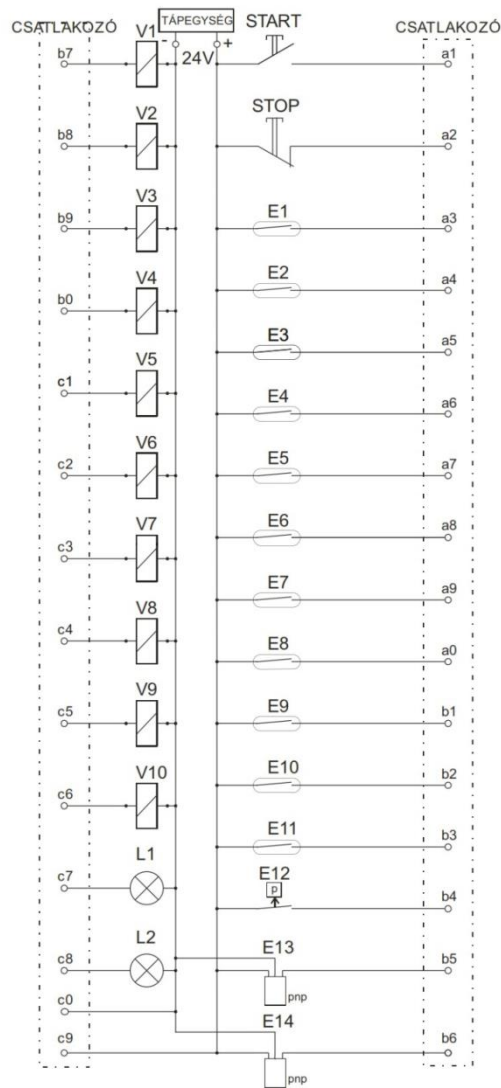 TÁPEGYSÉG
CSATLAKOZÓ V1 - 24V + START CSATLAKOZÓ
b7 a1
V2 STOP
b8 a2
V3 E1
b9 a3
V4 E2
b0 a4
E3
V5 a5
c1 E4
a6
V6 E5
c2 a7
V7 E6
c3 a8
E7
V8 a9
c4 E8
a0
V9 E9
c5 b1
V10 E10
c6 b2
E11
L1 b3
c7 E12
p
b4
L2 E13
c8 b5
pnp
c0 E14
c9 b6
pnp